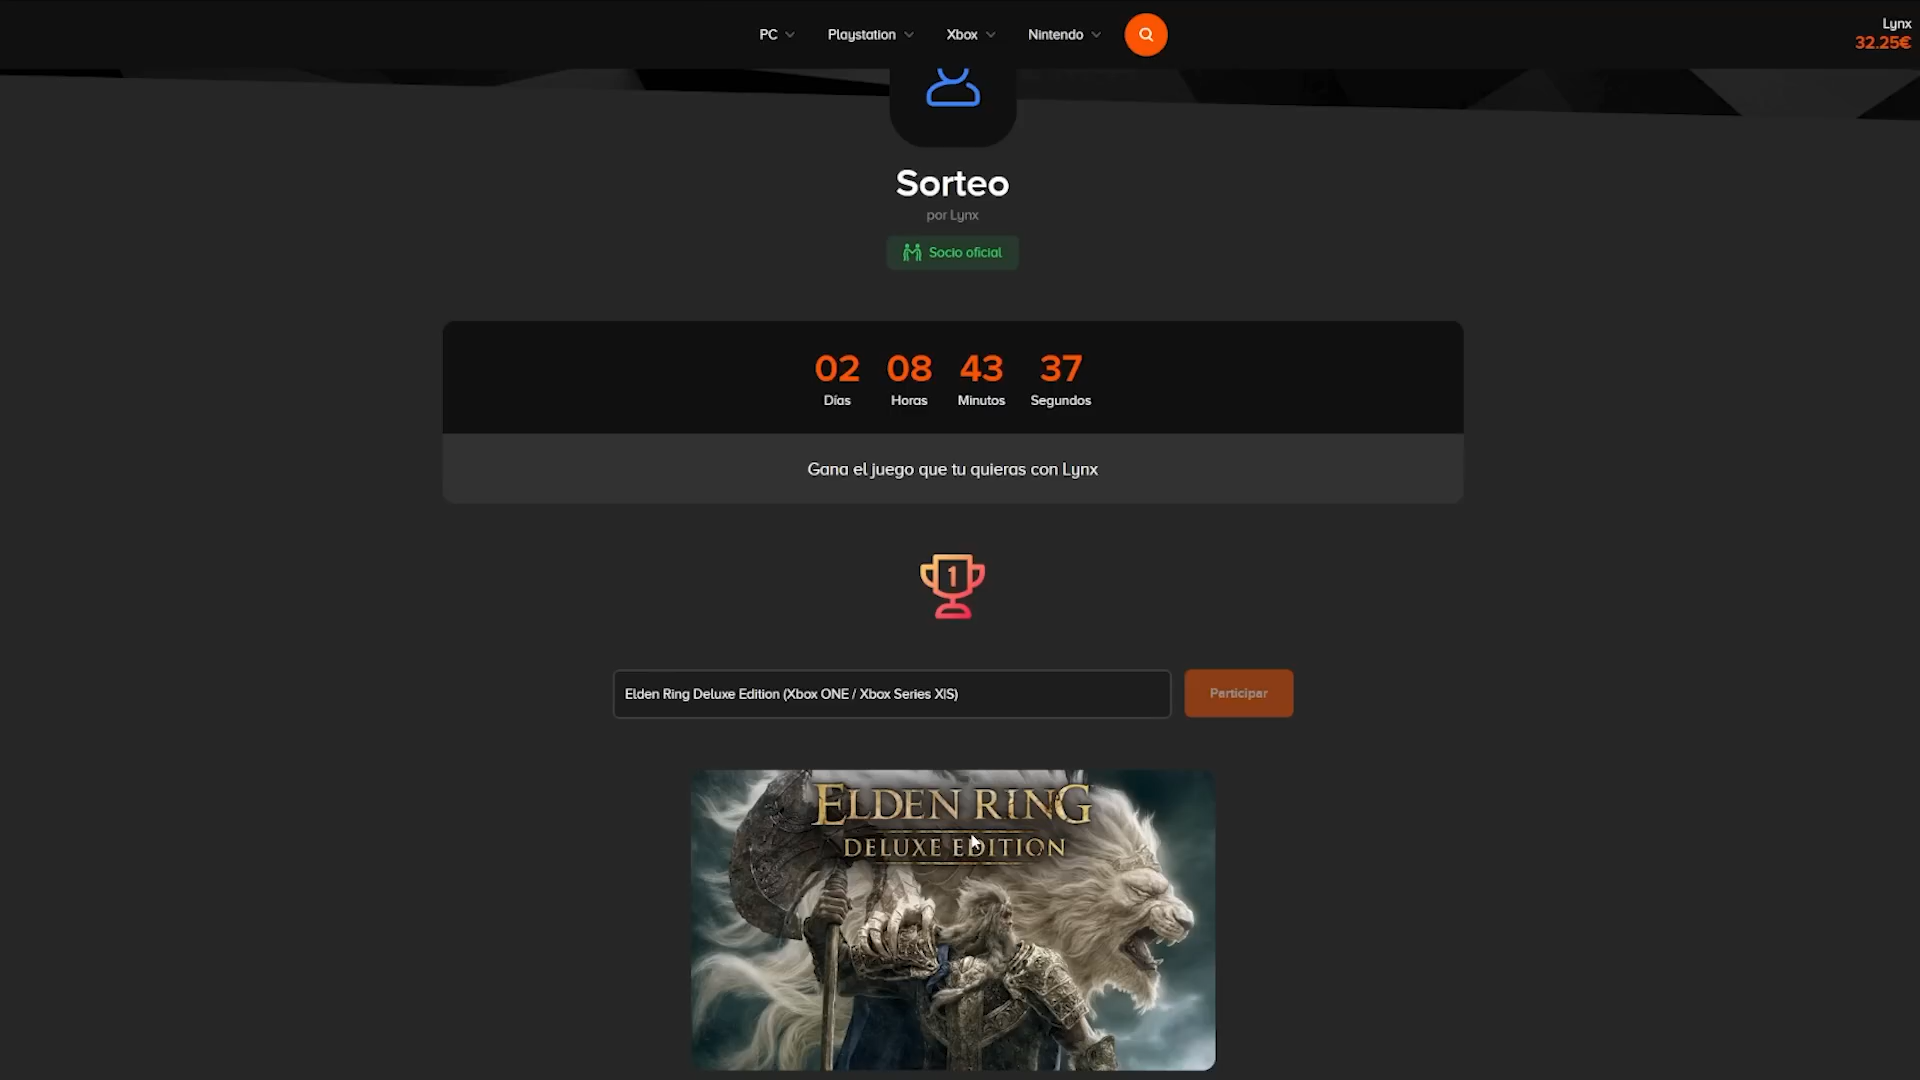 PC
Playstation
Xbox
Nintendo
Lynx
32.25€
Sorteo
por Lynx
Socio oficial
02 08 43 37
Días Horas Minutos Segundos
Gana el juego que tu quieras con Lynx
1
Elden Ring Deluxe Edition (Xbox ONE / Xbox Series X|S)
Participar
ELDEN RING
DELUXE EDITION